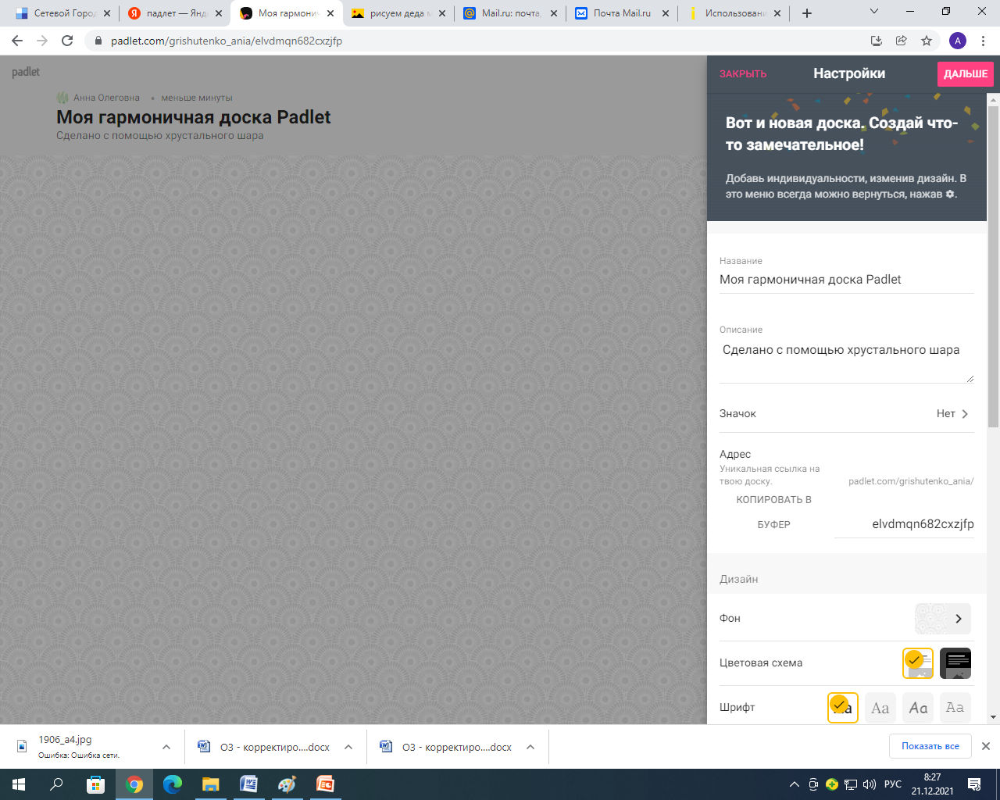 Сетевой Город
падлет — Янд
Моя гармонич
рисуем деда м
Mail.ru: почта,
Почта Mail.ru
Использовани
padlet.com/grishutenko_ania/elvdmqn682cxzjfp
A
padlet
Анна Олеговна • меньше минуты
Моя гармоничная доска Padlet
Сделано с помощью хрустального шара
ЗАКРЫТЬ
Настройки
ДАЛЬШЕ
Вот и новая доска. Создай что-
то замечательное!
Добавь индивидуальности, изменив дизайн. В
это меню всегда можно вернуться, нажав ⚙.
Название
Моя гармоничная доска Padlet
Описание
Сделано с помощью хрустального шара
Значок
Нет
Адрес
Уникальная ссылка на
твою доску.
padlet.com/grishutenko_ania/
КОПИРОВАТЬ В
БУФЕР
elvdmqn682cxzjfp
Дизайн
Фон
Цветовая схема
Шрифт
Aa Aa Aa
1906_a4.jpg
Ошибка: Ошибка сети.
ОЗ - корректиро....docx
ОЗ - корректиро....docx
Показать все
РУС
8:27
21.12.2021